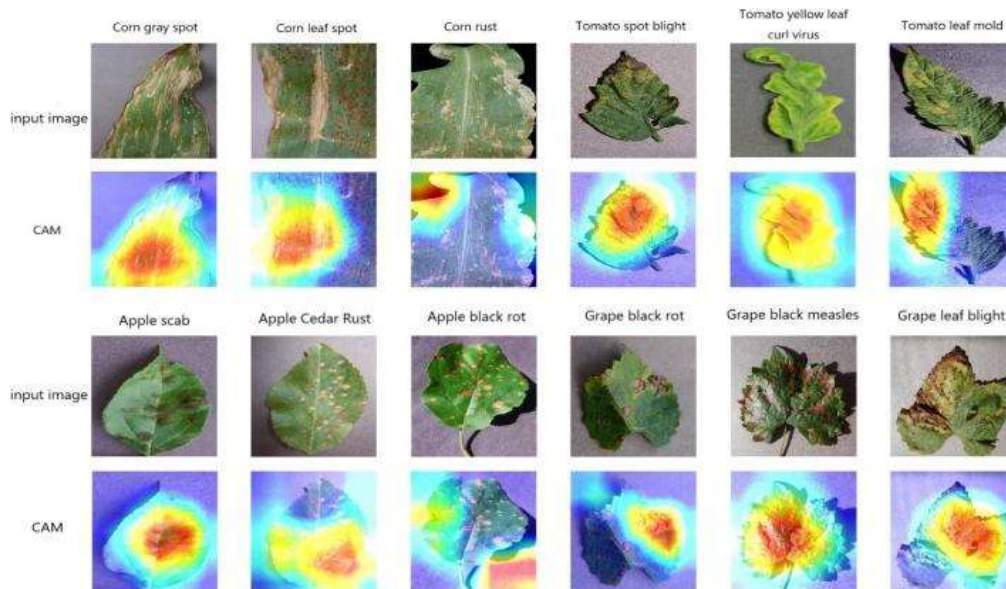 Corn gray spot
Corn leaf spot
Corn rust
Tomato spot blight
Tomato yellow leaf
curl virus
Tomato leaf mold
input image
CAM
Apple scab
Apple Cedar Rust
Apple black rot
Grape black rot
Grape black measles
Grape leaf blight
input image
CAM